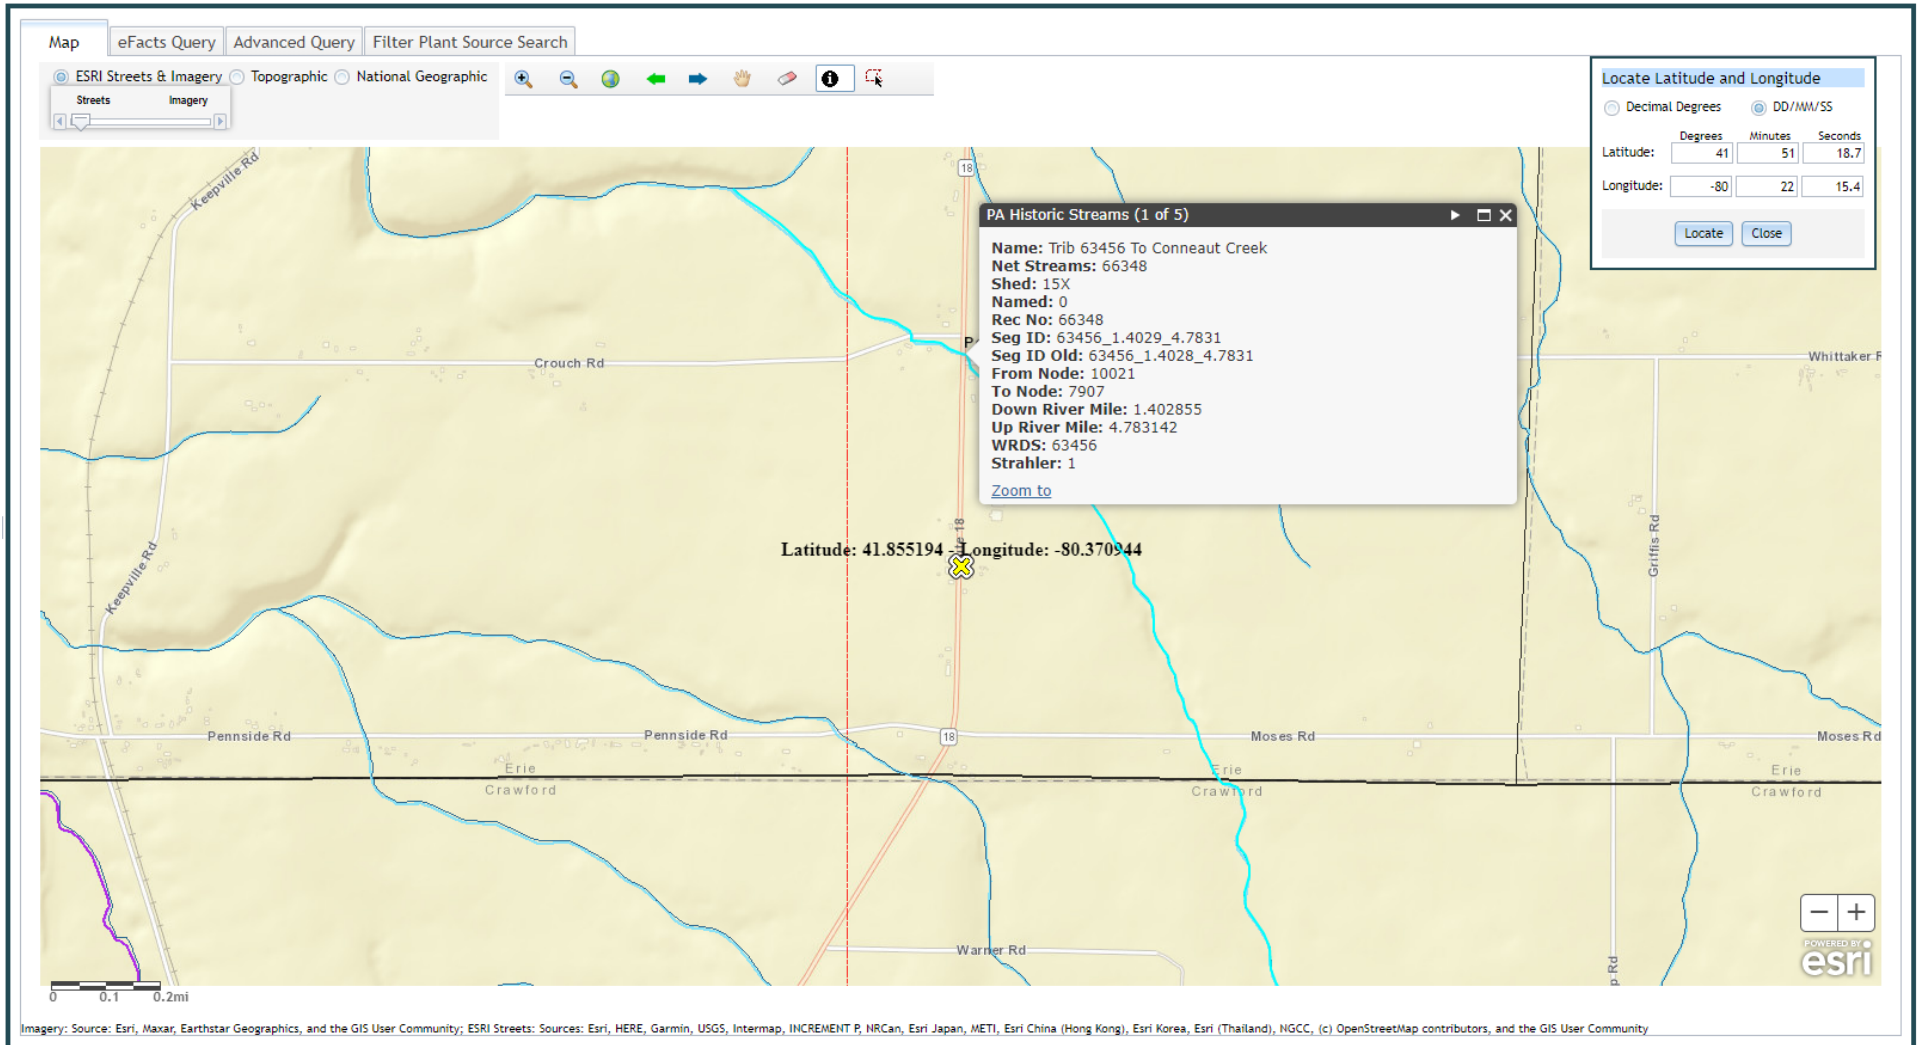 Map
eFacts Query
Advanced Query
Filter Plant Source Search
ESRI Streets & Imagery
Topographic
National Geographic
Streets
Imagery
Locate Latitude and Longitude
Decimal Degrees
DD/MM/SS
Degrees Minutes Seconds
Latitude: 41 51 18.7
Longitude: -80 22 15.4
Locate
Close
Keepville Rd
18
PA Historic Streams (1 of 5)
Name: Trib 63456 To Conneaut Creek
Net Streams: 66348
Shed: 15X
Named: 0
Rec No: 66348
Seg ID: 63456_1.4029_4.7831
Seg ID Old: 63456_1.4028_4.7831
From Node: 10021
To Node: 7907
Down River Mile: 1.402855
Up River Mile: 4.783142
WRDS: 63456
Strahler: 1
Zoom to
P
Crouch Rd
Whittaker R
Latitude: 41.855194 - Longitude: -80.370944
18
Keepville Rd
Griffis Rd
Pennside Rd
Pennside Rd
18
Moses Rd
Moses Rd
Erie
Crawford
Erie
Crawford
Erie
Crawford
Warner Rd
p Rd
POWERED BY
esri
0 0.1 0.2mi
Imagery: Source: Esri, Maxar, Earthstar Geographics, and the GIS User Community; ESRI Streets: Sources: Esri, HERE, Garmin, USGS, Intermap, INCREMENT P, NRCan, Esri Japan, METI, Esri China (Hong Kong), Esri Korea, Esri (Thailand), NGCC, (c) OpenStreetMap contributors, and the GIS User Community